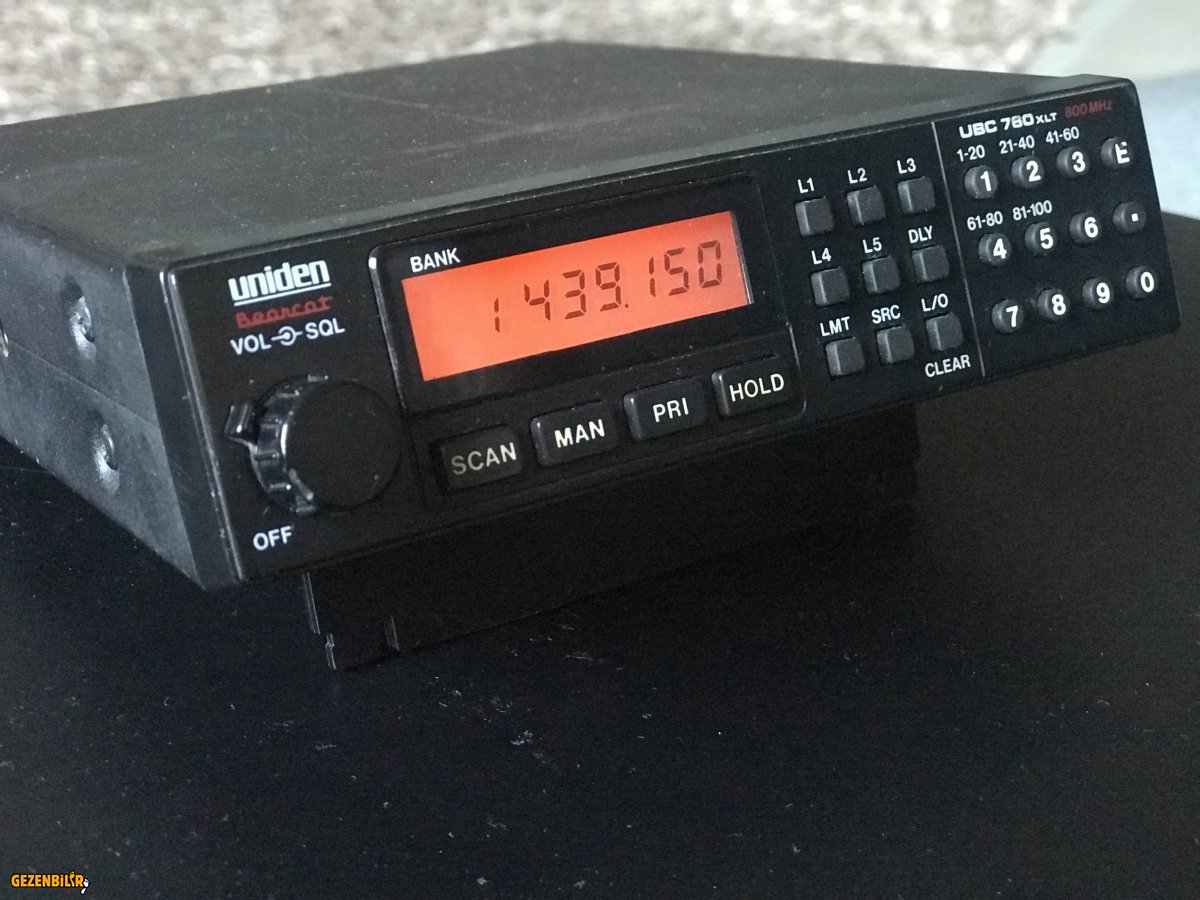 UBC 760 XLT 800 MHz
1-20 21-40 41-60
1 2 3 E
61-80 81-100
4 5 6 .
7 8 9 0
L1 L2 L3
L4 L5 DLY
LMT SRC L/O
CLEAR
uniden
Bearcat
VOL SQL
OFF
BANK
1 439.150
SCAN MAN PRI HOLD
GEZENBİLİR